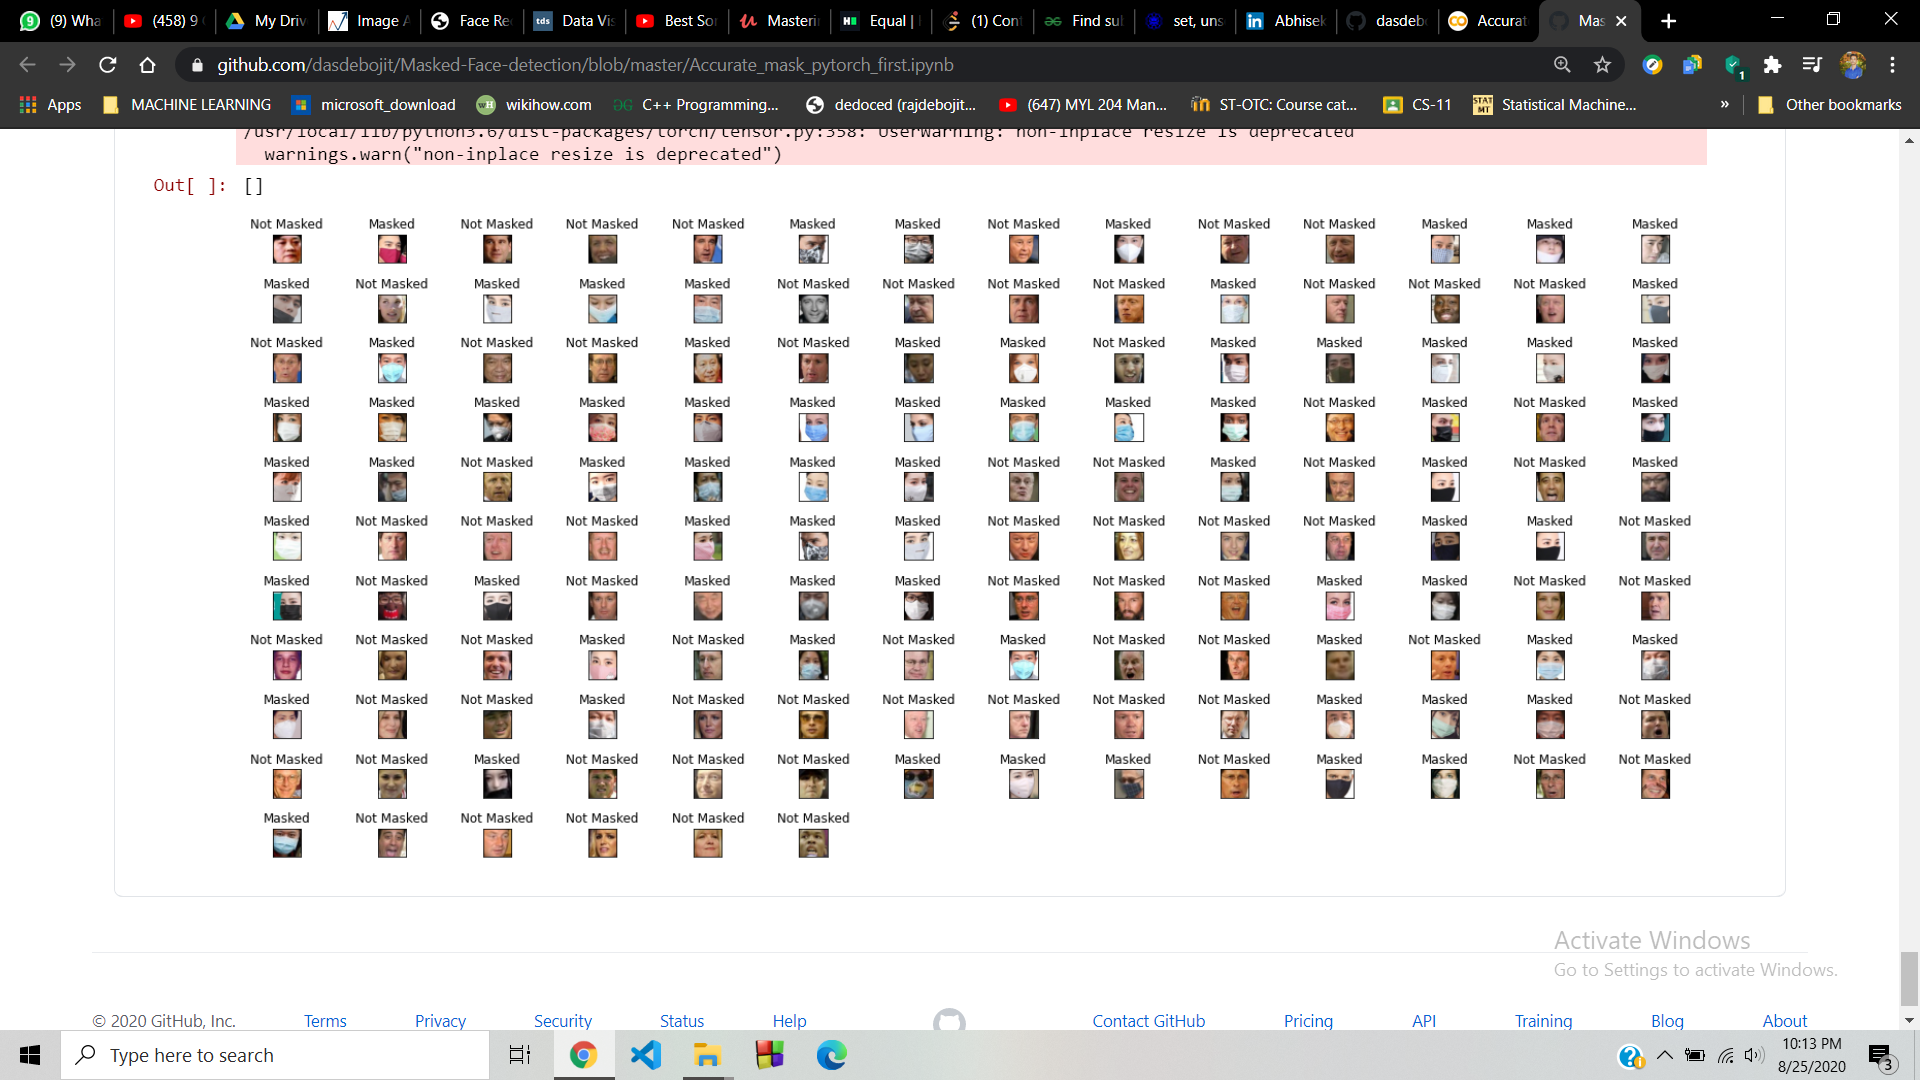 (9) Wha
(458) 9
My Driv
Image A
Face Re
tds Data Vis
Best So
Masteri
Equal |
(1) Con
Find su
set, uns
Abhisek
dasdeb
Accurat
Mas
github.com/dasdebojit/Masked-Face-detection/blob/master/Accurate_mask_pytorch_first.ipynb
Apps MACHINE LEARNING microsoft_download wikihow.com C++ Programming... dedoced (rajdebojit... (647) MYL 204 Man... ST-OTC: Course cat... CS-11 Statistical Machine... » Other bookmarks
/usr/local/lib/python3.6/dist-packages/torch/tensor.py:358: UserWarning: non-inplace resize is deprecated
warnings.warn("non-inplace resize is deprecated")
Out[ ]: []
Not Masked Masked Not Masked Not Masked Not Masked Masked Masked Not Masked Masked Not Masked Not Masked Masked Masked Masked
Masked Not Masked Masked Masked Masked Not Masked Not Masked Not Masked Not Masked Masked Not Masked Not Masked Not Masked Masked
Not Masked Masked Not Masked Not Masked Masked Not Masked Masked Masked Not Masked Masked Masked Masked Masked Masked
Masked Masked Masked Masked Masked Masked Masked Masked Masked Masked Not Masked Masked Not Masked Masked
Masked Masked Not Masked Masked Masked Masked Masked Not Masked Not Masked Masked Not Masked Masked Not Masked Masked
Masked Not Masked Not Masked Not Masked Masked Masked Masked Not Masked Not Masked Not Masked Not Masked Masked Masked Not Masked
Masked Not Masked Masked Not Masked Masked Masked Masked Not Masked Not Masked Not Masked Masked Masked Not Masked Not Masked
Not Masked Not Masked Not Masked Masked Not Masked Masked Not Masked Masked Not Masked Not Masked Masked Not Masked Masked Masked
Masked Not Masked Not Masked Masked Not Masked Not Masked Not Masked Not Masked Not Masked Not Masked Masked Masked Masked Not Masked
Not Masked Not Masked Masked Not Masked Not Masked Not Masked Masked Masked Masked Not Masked Masked Masked Not Masked Not Masked
Masked Not Masked Not Masked Not Masked Not Masked Not Masked
Activate Windows
Go to Settings to activate Windows.
© 2020 GitHub, Inc. Terms Privacy Security Status Help Contact GitHub Pricing API Training Blog About
Type here to search
10:13 PM
8/25/2020
3